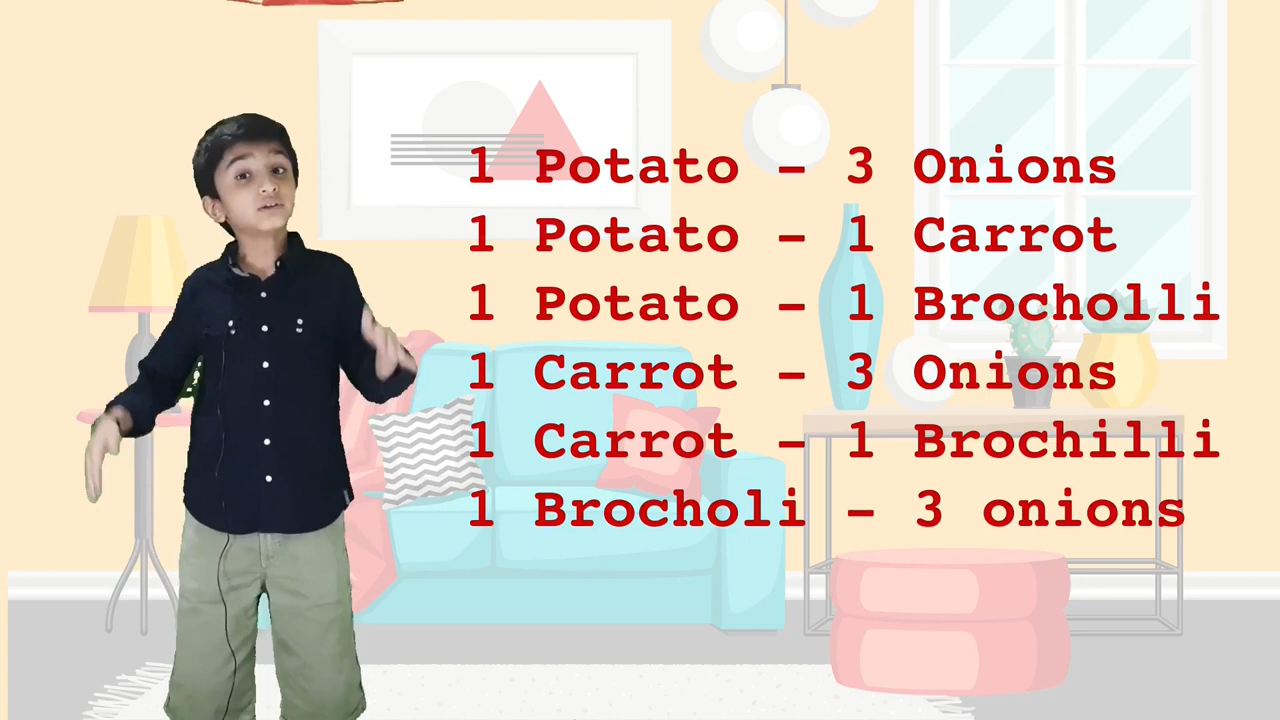 1 Potato – 3 Onions
1 Potato – 1 Carrot
1 Potato – 1 Brocholli
1 Carrot – 3 Onions
1 Carrot – 1 Brochilli
1 Brocholi – 3 onions